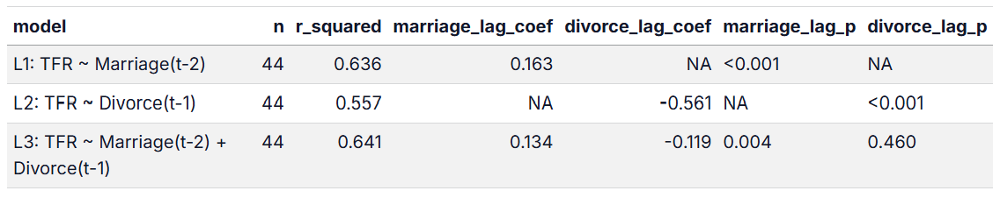 model n r_squared marriage_lag_coef divorce_lag_coef marriage_lag_p divorce_lag_p
L1: TFR ~ Marriage(t-2) 44 0.636 0.163 NA <0.001 NA
L2: TFR ~ Divorce(t-1) 44 0.557 NA -0.561 NA <0.001
L3: TFR ~ Marriage(t-2) + 44 0.641 0.134 -0.119 0.004 0.460
Divorce(t-1)